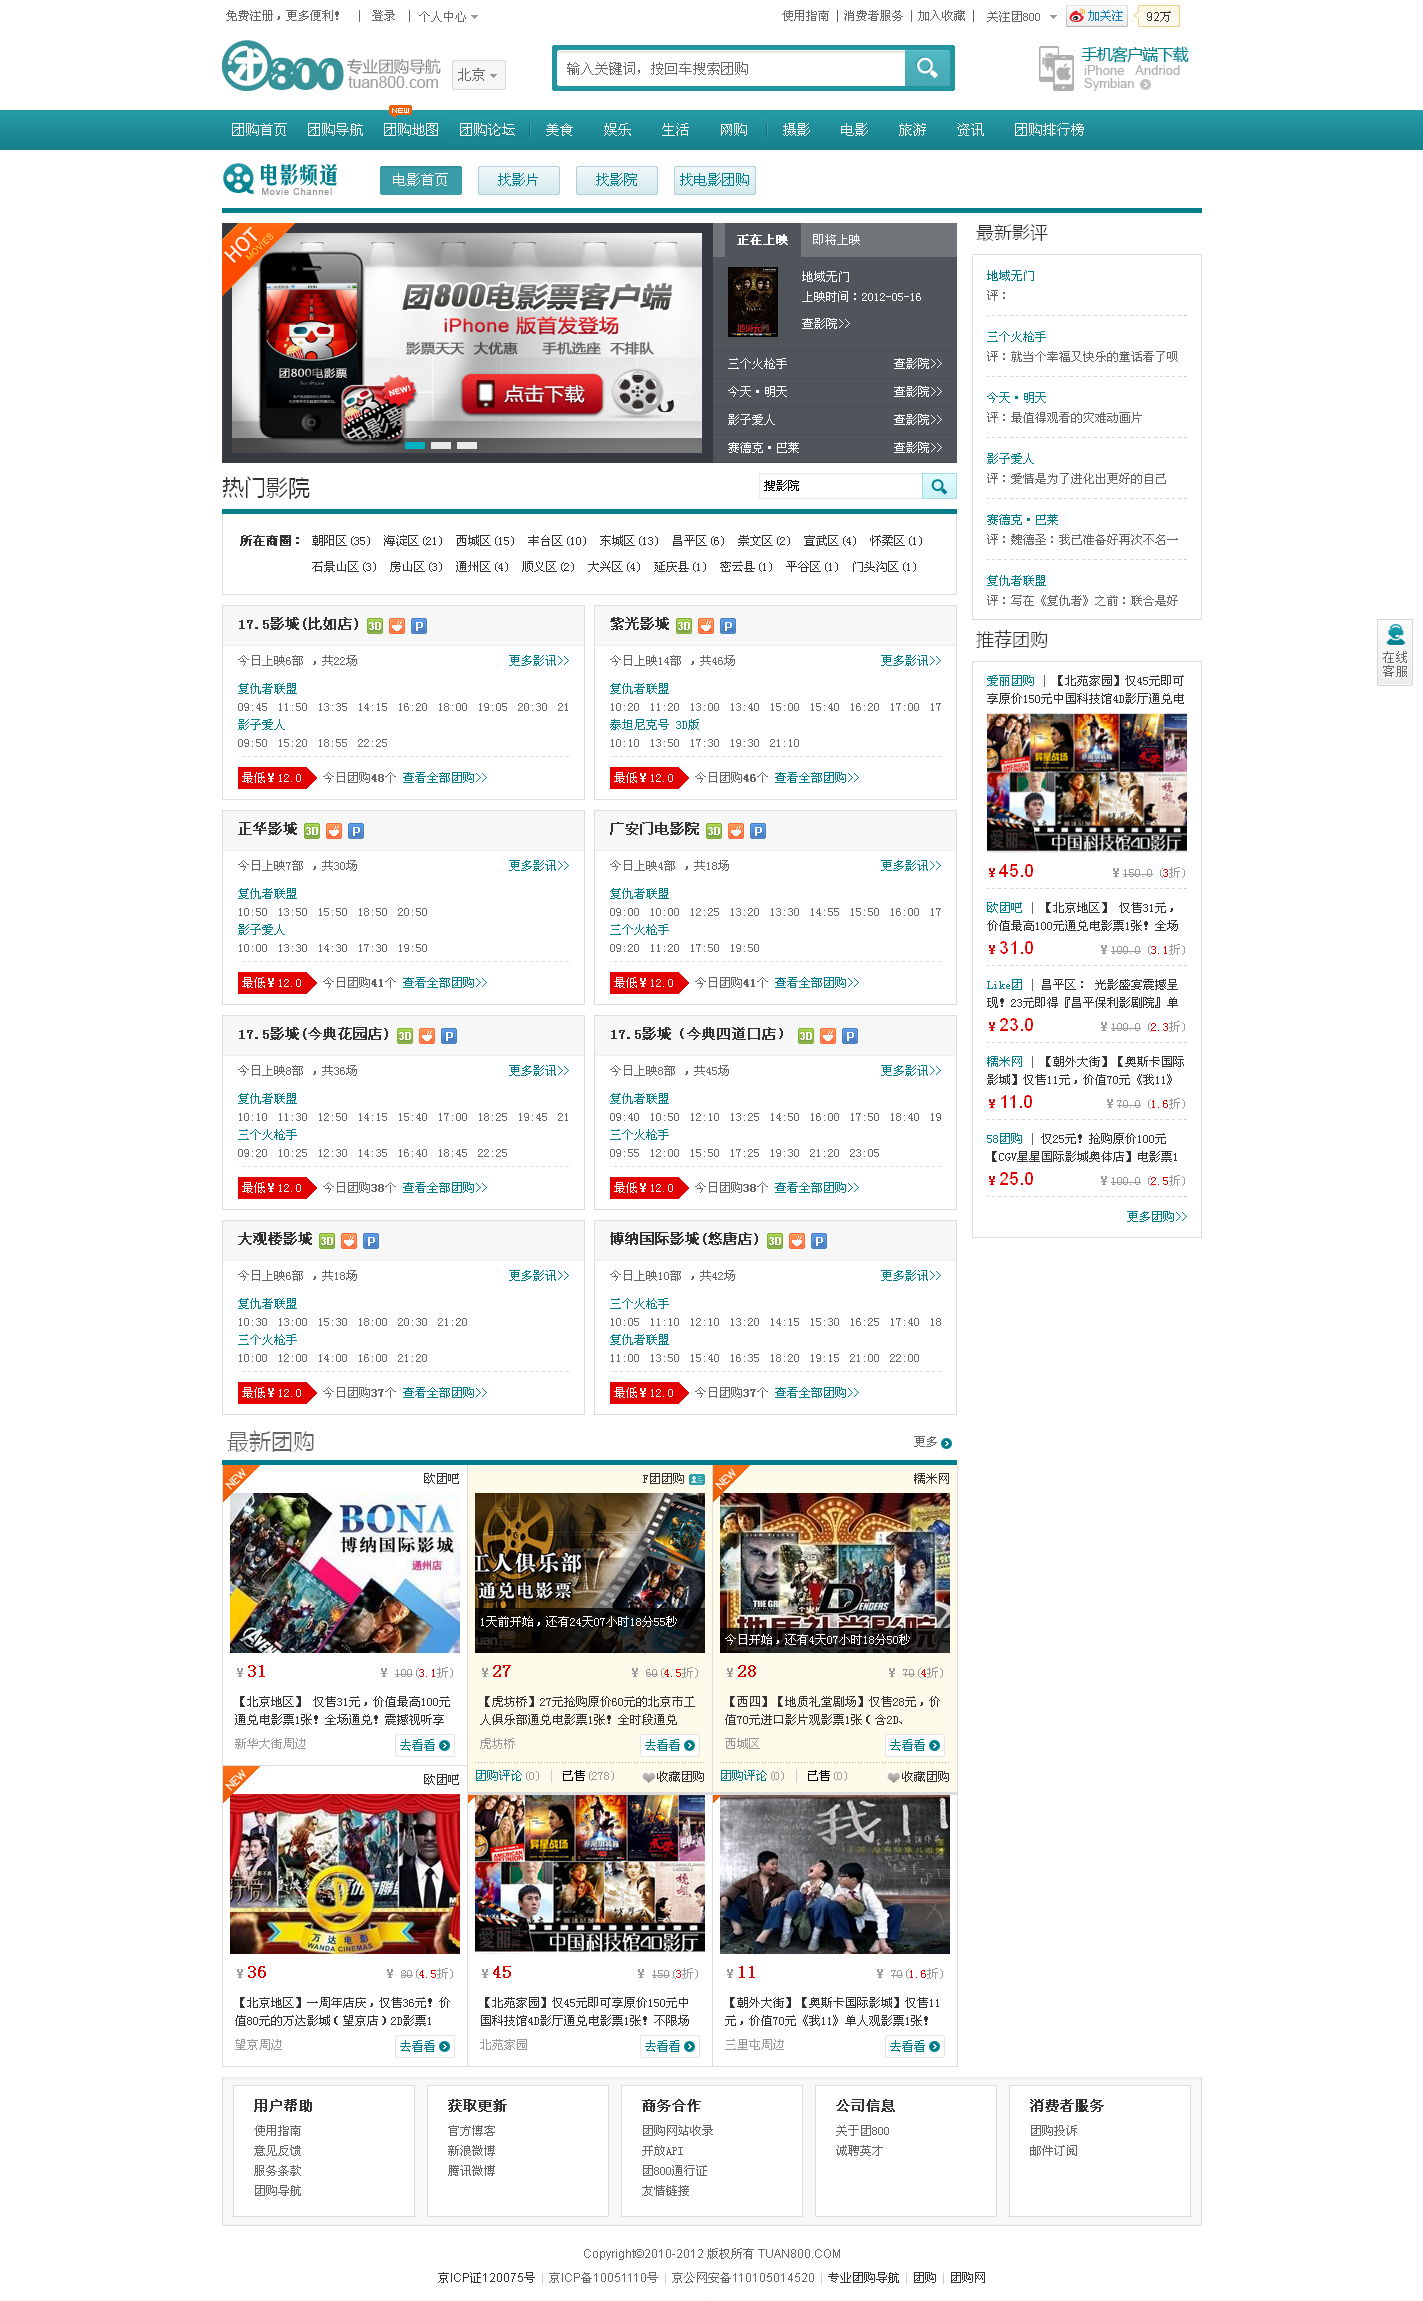 免费注册，更多便利！ | 登录 | 个人中心
使用指南 | 消费者服务 | 加入收藏 | 关注团800 加关注 92万
团800 专业团购导航 tuan800.com 北京
输入关键词，按回车搜索团购
手机客户端下载
iPhone Andriod
Symbian
NEW
团购首页 团购导航 团购地图 团购论坛 美食 娱乐 生活 网购 摄影 电影 旅游 资讯 团购排行榜
电影频道 Movie Channel
电影首页 找影片 找影院 找电影团购
HOT MOVIES
团800电影票客户端
iPhone 版首发登场
影票天天 大优惠 手机选座 不排队
点击下载
团800电影票
For iPhone
NEW!
电影票
正在上映 即将上映
地域无门
上映时间：2012-05-16
查影院>>
三个火枪手 查影院>>
今天·明天 查影院>>
影子爱人 查影院>>
赛德克·巴莱 查影院>>
最新影评
地域无门
评：
三个火枪手
评：就当个幸福又快乐的童话看了呗
今天·明天
评：最值得观看的灾难动画片
影子爱人
评：爱情是为了进化出更好的自己
赛德克·巴莱
评：魏德圣：我已准备好再次不名一
复仇者联盟
评：写在《复仇者》之前：联合是好
热门影院 搜影院
所在商圈： 朝阳区(35) 海淀区(21) 西城区(15) 丰台区(10) 东城区(13) 昌平区(6) 崇文区(2) 宣武区(4) 怀柔区(1)
石景山区(3) 房山区(3) 通州区(4) 顺义区(2) 大兴区(4) 延庆县(1) 密云县(1) 平谷区(1) 门头沟区(1)
17.5影城(比如店) 3D P
今日上映6部 ，共22场 更多影讯>>
复仇者联盟
09:45 11:50 13:35 14:15 16:20 18:00 19:05 20:30 21
影子爱人
09:50 15:20 18:55 22:25
最低¥12.0 今日团购48个 查看全部团购>>
紫光影城 3D P
今日上映14部 ，共46场 更多影讯>>
复仇者联盟
10:20 11:20 13:00 13:40 15:00 15:40 16:20 17:00 17
泰坦尼克号 3D版
10:10 13:50 17:30 19:30 21:10
最低¥12.0 今日团购46个 查看全部团购>>
正华影城 3D P
今日上映7部 ，共30场 更多影讯>>
复仇者联盟
10:50 13:50 15:50 18:50 20:50
影子爱人
10:00 13:30 14:30 17:30 19:50
最低¥12.0 今日团购41个 查看全部团购>>
广安门电影院 3D P
今日上映4部 ，共18场 更多影讯>>
复仇者联盟
09:00 10:00 12:25 13:20 13:30 14:55 15:50 16:00 17
三个火枪手
09:20 11:20 17:50 19:50
最低¥12.0 今日团购41个 查看全部团购>>
17.5影城(今典花园店) 3D P
今日上映8部 ，共36场 更多影讯>>
复仇者联盟
10:10 11:30 12:50 14:15 15:40 17:00 18:25 19:45 21
三个火枪手
09:20 10:25 12:30 14:35 16:40 18:45 22:25
最低¥12.0 今日团购38个 查看全部团购>>
17.5影城（今典四道口店） 3D P
今日上映8部 ，共45场 更多影讯>>
复仇者联盟
09:40 10:50 12:10 13:25 14:50 16:00 17:50 18:40 19
三个火枪手
09:55 12:00 15:50 17:25 19:30 21:20 23:05
最低¥12.0 今日团购38个 查看全部团购>>
大观楼影城 3D P
今日上映6部 ，共18场 更多影讯>>
复仇者联盟
10:30 13:00 15:30 18:00 20:30 21:20
三个火枪手
10:00 12:00 14:00 16:00 21:20
最低¥12.0 今日团购37个 查看全部团购>>
博纳国际影城(悠唐店) 3D P
今日上映10部 ，共42场 更多影讯>>
三个火枪手
10:05 11:10 12:10 13:20 14:15 15:30 16:25 17:40 18
复仇者联盟
11:00 13:50 15:40 16:35 18:20 19:15 21:00 22:00
最低¥12.0 今日团购37个 查看全部团购>>
推荐团购
爱丽团购 | 【北苑家园】仅45元即可
享原价150元中国科技馆4D影厅通兑电
中国科技馆4D影厅
¥45.0 ¥150.0 (3折)
欧团吧 | 【北京地区】 仅售31元，
价值最高100元通兑电影票1张！全场
¥31.0 ¥100.0 (3.1折)
Like团 | 昌平区： 光影盛宴震撼呈
现！23元即得『昌平保利影剧院』单
¥23.0 ¥100.0 (2.3折)
糯米网 | 【朝外大街】【奥斯卡国际
影城】仅售11元，价值70元《我11》
¥11.0 ¥70.0 (1.6折)
58团购 | 仅25元！抢购原价100元
【CGV星星国际影城奥体店】电影票1
¥25.0 ¥100.0 (2.5折)
更多团购>>
在线
客服
最新团购 更多
NEW 欧团吧
BONA
博纳国际影城
通州店
¥31 ¥100(3.1折)
【北京地区】 仅售31元，价值最高100元
通兑电影票1张！全场通兑！震撼视听享
新华大街周边 去看看
F团团购
工人俱乐部
通兑电影票
1天前开始，还有24天07小时18分55秒
¥27 ¥60(4.5折)
【虎坊桥】27元抢购原价60元的北京市工
人俱乐部通兑电影票1张！全时段通兑
虎坊桥 去看看
团购评论(0) | 已售(278) 收藏团购
NEW 糯米网
今日开始，还有4天07小时18分50秒
¥28 ¥70(4折)
【西四】【地质礼堂剧场】仅售28元，价
值70元进口影片观影票1张（含2D、
西城区 去看看
团购评论(0) | 已售(0) 收藏团购
NEW 欧团吧
万达电影
WANDA CINEMAS
¥36 ¥80(4.5折)
【北京地区】一周年店庆，仅售36元！价
值80元的万达影城（望京店）2D影票1
望京周边 去看看
中国科技馆4D影厅
¥45 ¥150(3折)
【北苑家园】仅45元即可享原价150元中
国科技馆4D影厅通兑电影票1张！不限场
北苑家园 去看看
我11
¥11 ¥70(1.6折)
【朝外大街】【奥斯卡国际影城】仅售11
元，价值70元《我11》单人观影票1张！
三里屯周边 去看看
用户帮助
使用指南
意见反馈
服务条款
团购导航
获取更新
官方博客
新浪微博
腾讯微博
商务合作
团购网站收录
开放API
团800通行证
友情链接
公司信息
关于团800
诚聘英才
消费者服务
团购投诉
邮件订阅
Copyright©2010-2012 版权所有 TUAN800.COM
京ICP证120075号 | 京ICP备10051110号 | 京公网安备110105014520 | 专业团购导航 | 团购 | 团购网